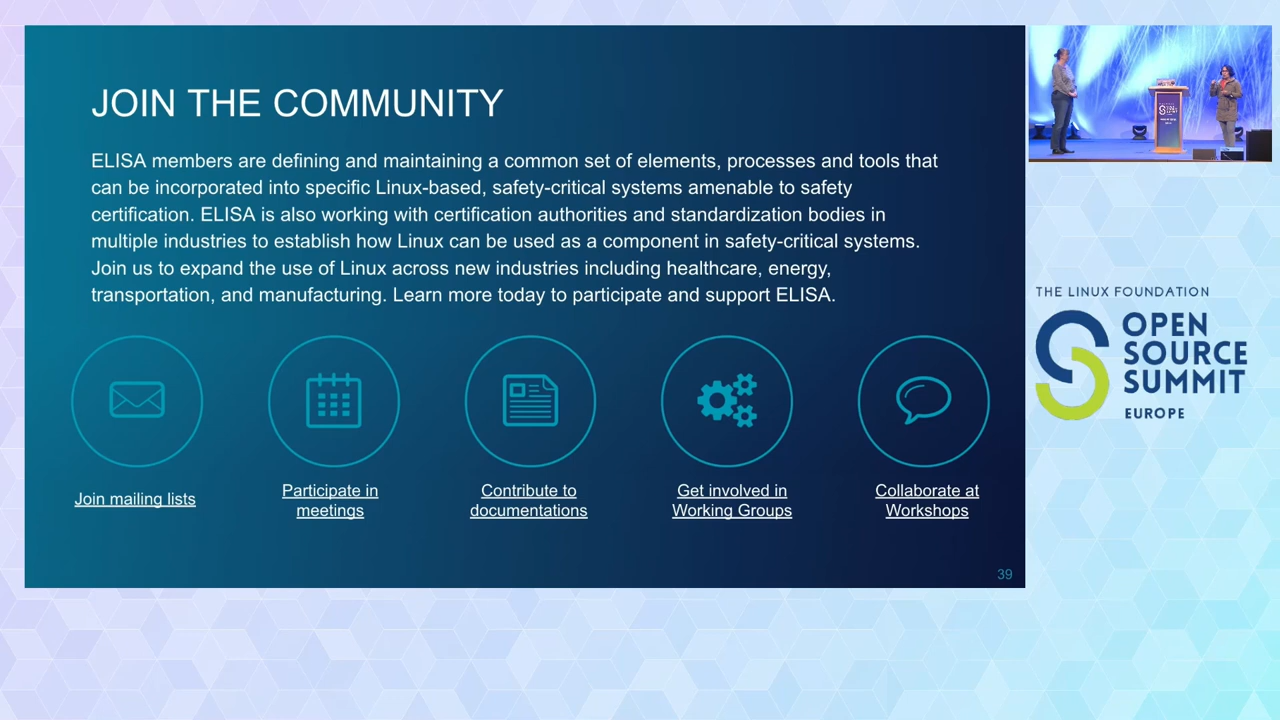 JOIN THE COMMUNITY
ELISA members are defining and maintaining a common set of elements, processes and tools that
can be incorporated into specific Linux-based, safety-critical systems amenable to safety
certification. ELISA is also working with certification authorities and standardization bodies in
multiple industries to establish how Linux can be used as a component in safety-critical systems.
Join us to expand the use of Linux across new industries including healthcare, energy,
transportation, and manufacturing. Learn more today to participate and support ELISA.
Join mailing lists
Participate in
meetings
Contribute to
documentations
Get involved in
Working Groups
Collaborate at
Workshops
39
THE LINUX FOUNDATION
OPEN
SOURCE
SUMMIT
EUROPE